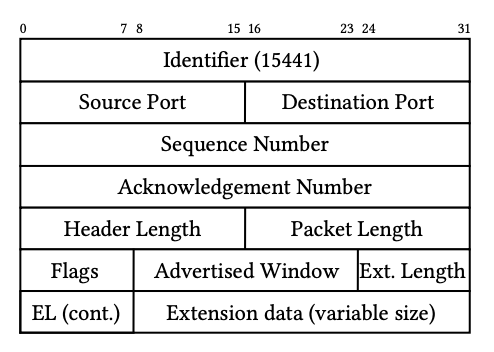 0 7 8 15 16 23 24 31
Identifier (15441)
Source Port Destination Port
Sequence Number
Acknowledgement Number
Header Length Packet Length
Flags Advertised Window Ext. Length
EL (cont.) Extension data (variable size)